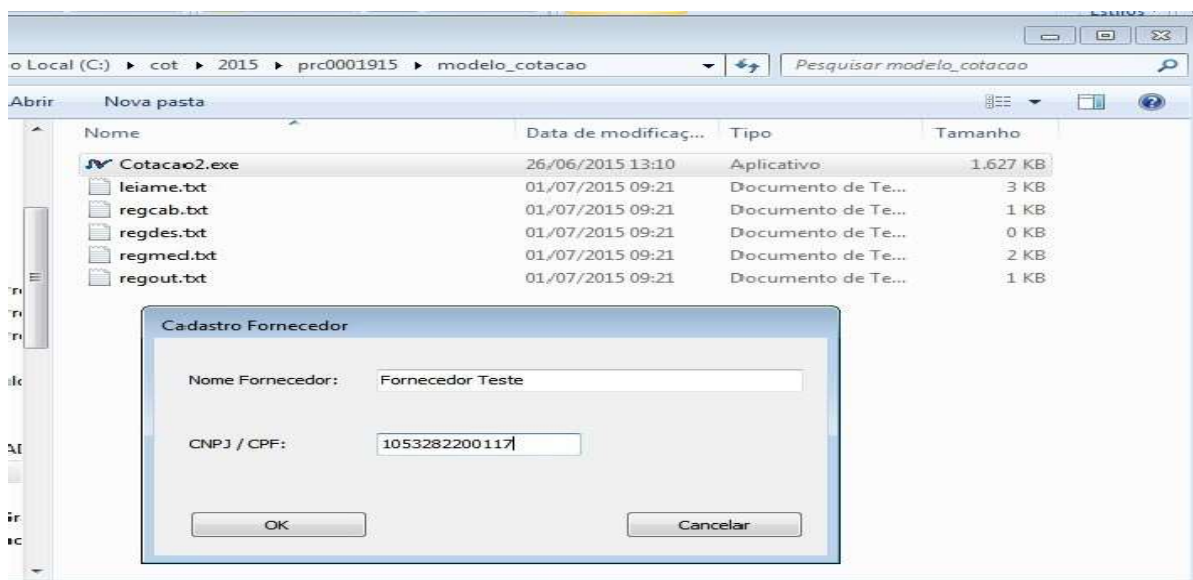 Estilos
o Local (C:) ▸ cot ▸ 2015 ▸ prc0001915 ▸ modelo_cotacao Pesquisar modelo_cotacao
Abrir Nova pasta
Nome Data de modificaç... Tipo Tamanho
Cotacao2.exe 26/06/2015 13:10 Aplicativo 1.627 KB
leiame.txt 01/07/2015 09:21 Documento de Te... 3 KB
regcab.txt 01/07/2015 09:21 Documento de Te... 1 KB
regdes.txt 01/07/2015 09:21 Documento de Te... 0 KB
regmed.txt 01/07/2015 09:21 Documento de Te... 2 KB
regout.txt 01/07/2015 09:21 Documento de Te... 1 KB
Cadastro Fornecedor
Nome Fornecedor: Fornecedor Teste
CNPJ / CPF: 1053282200117
OK Cancelar